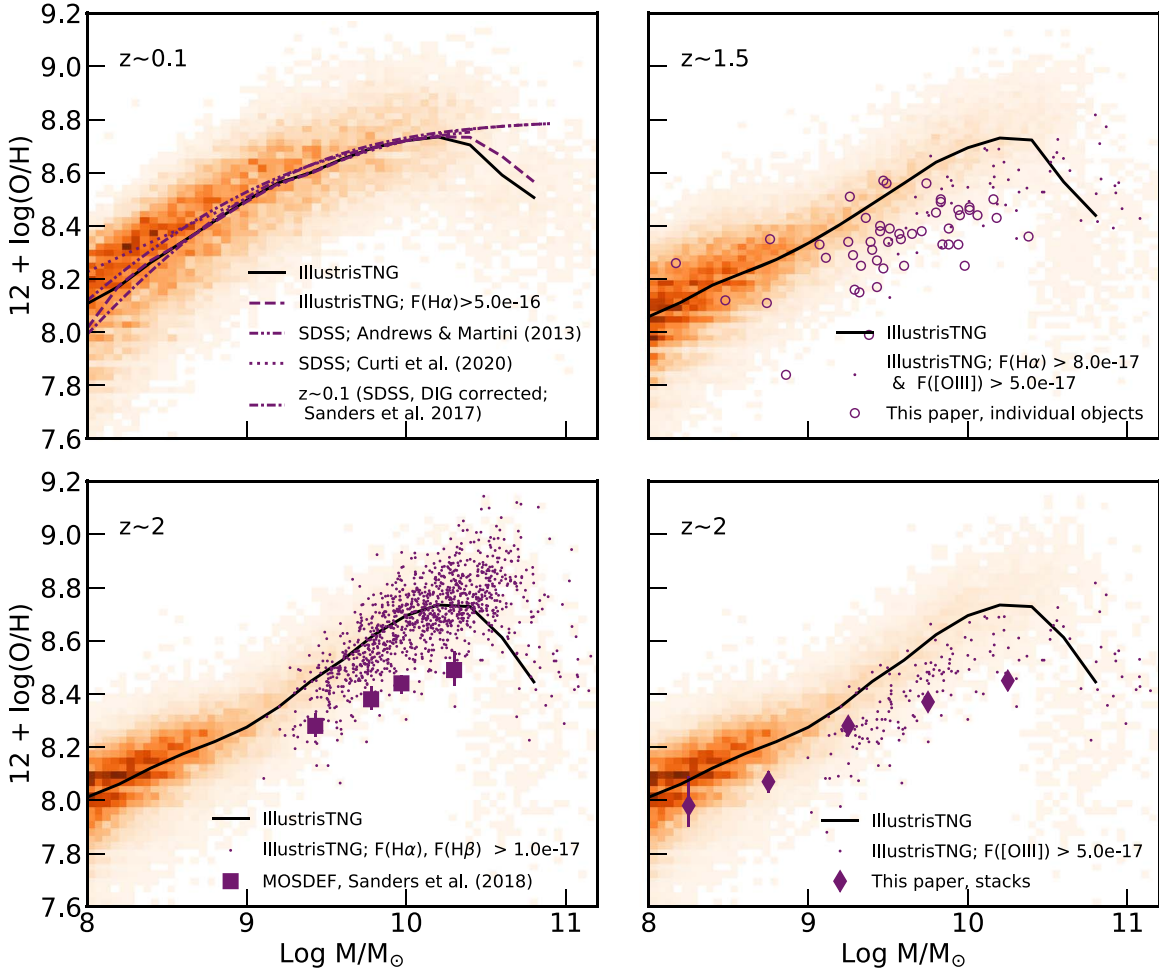 9.2
z~0.1
z~1.5
9.0
8.8
8.6
8.4
8.2
8.0
7.8
7.6
12 + log(O/H)
IllustrisTNG
IllustrisTNG; F(Hα)>5.0e-16
SDSS; Andrews & Martini (2013)
SDSS; Curti et al. (2020)
z~0.1 (SDSS, DIG corrected;
Sanders et al. 2017)
IllustrisTNG
IllustrisTNG; F(Hα) > 8.0e-17
& F([OIII]) > 5.0e-17
This paper, individual objects
9.2
z~2
z~2
9.0
8.8
8.6
8.4
8.2
8.0
7.8
7.6
12 + log(O/H)
IllustrisTNG
IllustrisTNG; F(Hα), F(Hβ) > 1.0e-17
MOSDEF, Sanders et al. (2018)
IllustrisTNG
IllustrisTNG; F([OIII]) > 5.0e-17
This paper, stacks
8 9 10 11
8 9 10 11
Log M/M⊙
Log M/M⊙